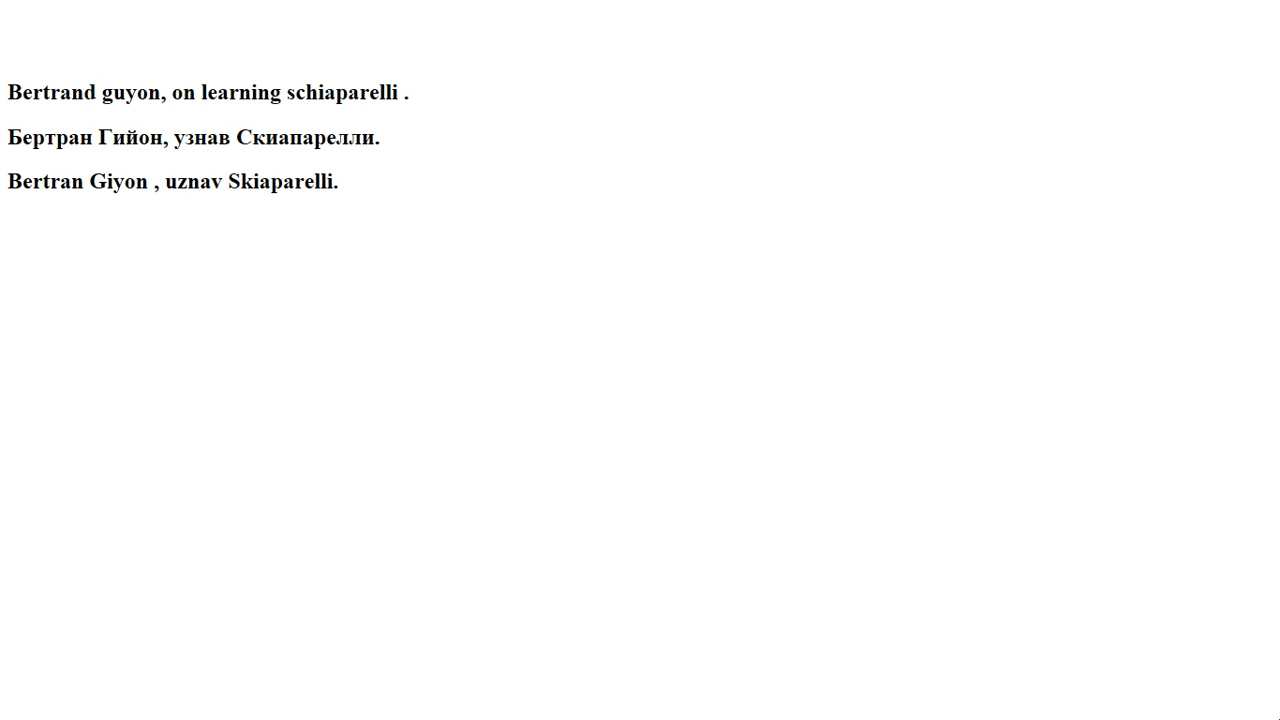 Bertrand guyon, on learning schiaparelli .
Бертран Гийон, узнав Скиапарелли.
Bertran Giyon , uznav Skiaparelli.